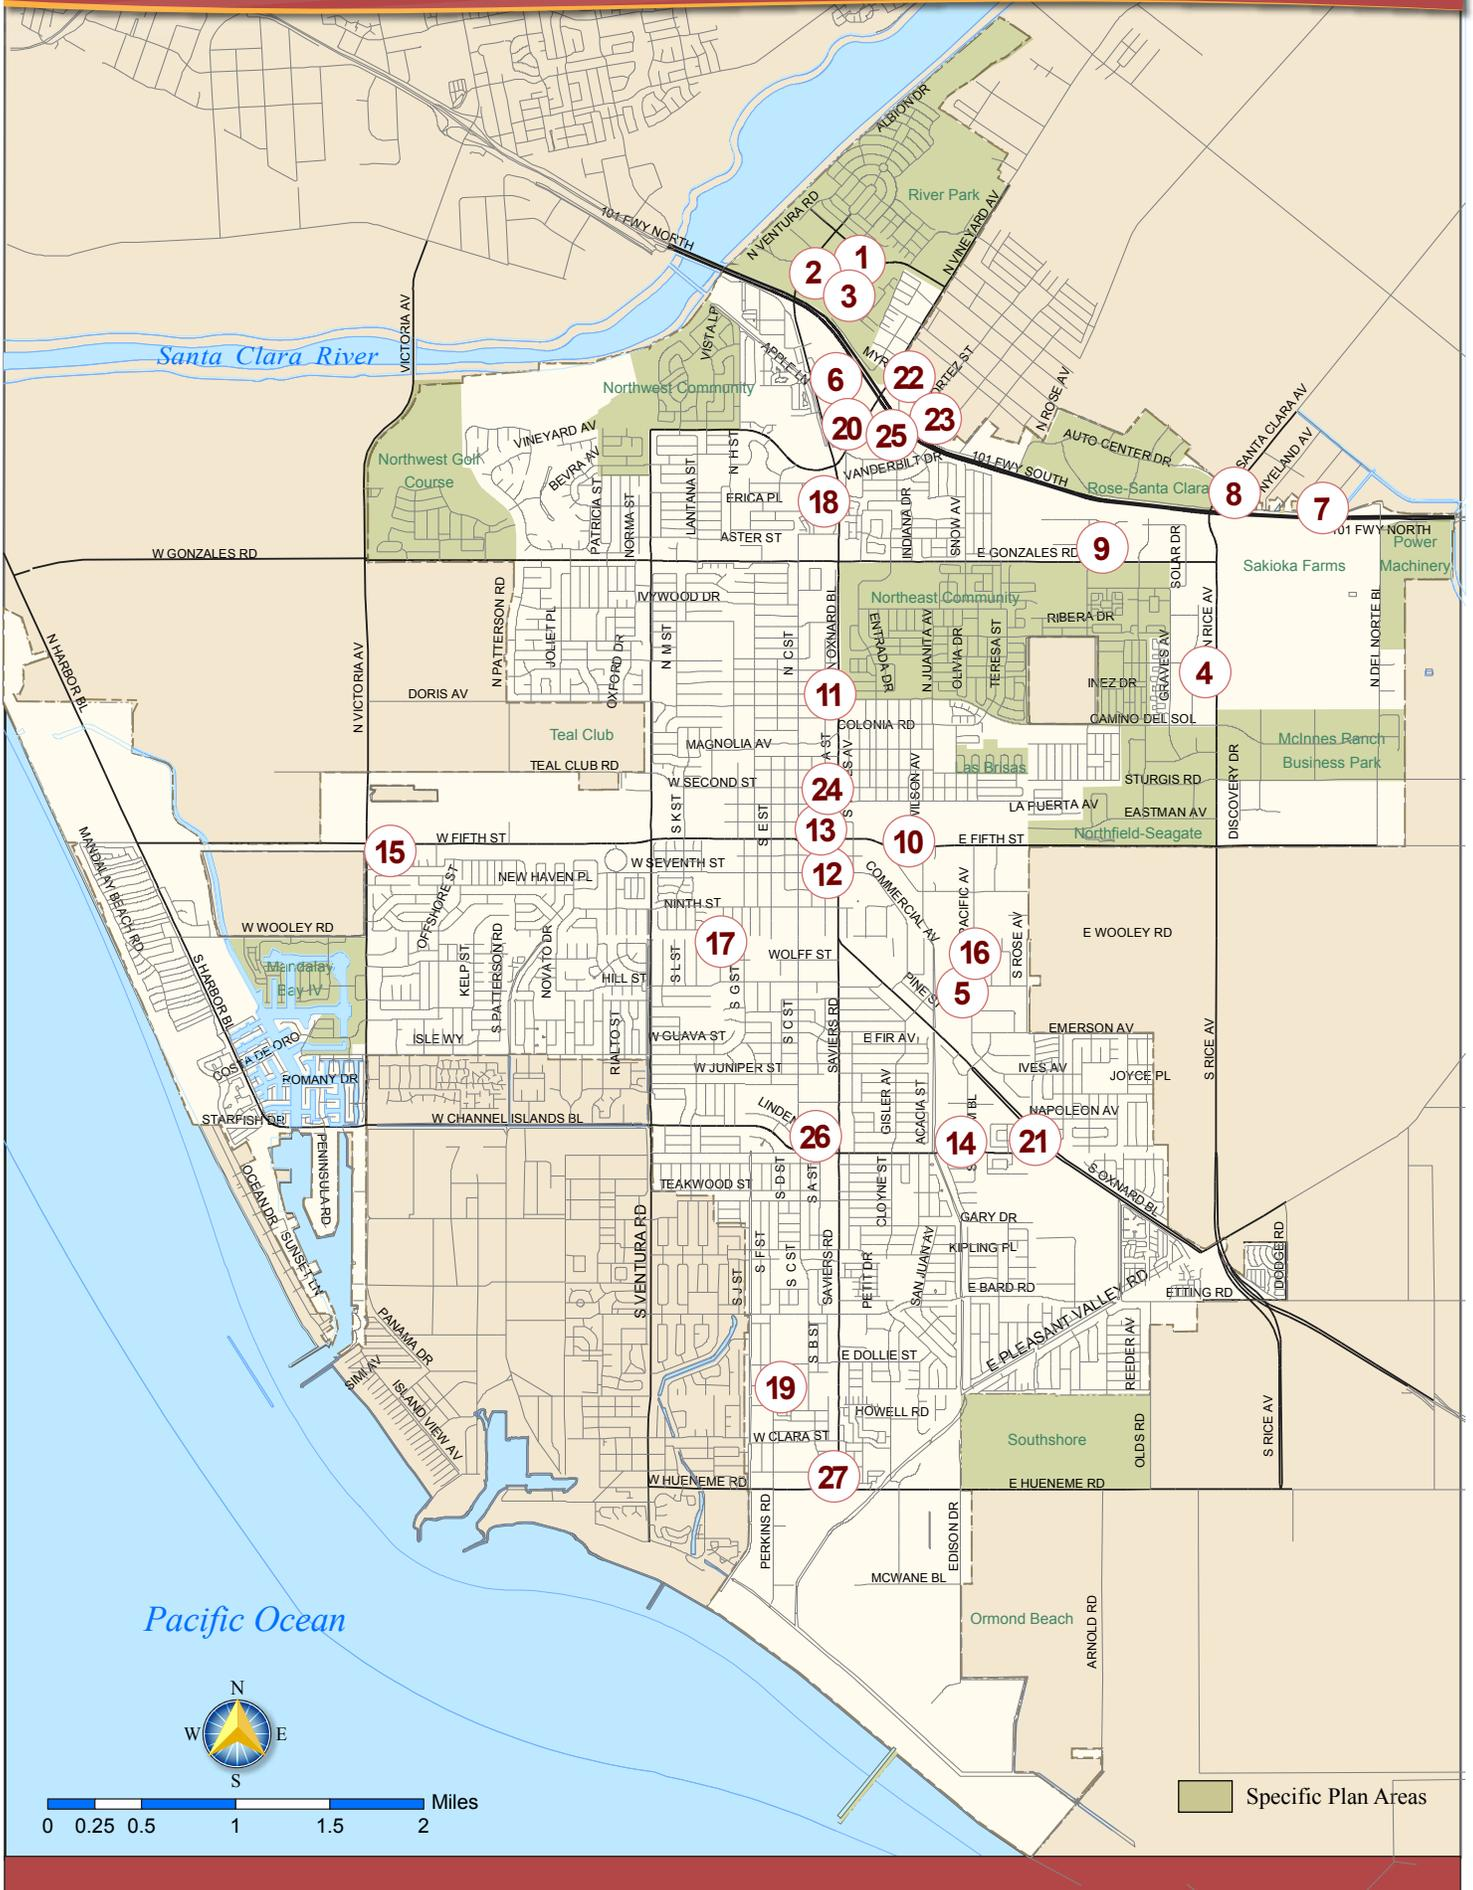 ALBION DR
River Park
N VENTURA RD
101 FWY NORTH
N VINEYARD AV
1
2
3
VICTORIA AV
Santa Clara River
VISTA LP
APPLE LN
MYR
ORTEZ ST
6
22
Northwest Community
N ROSE AV
SANTA CLARA AV
20
25
23
AUTO CENTER DR
NYELAND AV
VINEYARD AV
N H ST
Northwest Golf
Course
BEVRA AV
VANDERBILT DR
101 FWY SOUTH
Rose-Santa Clara
8
7
PATRICIA ST
NORMA ST
LANTANA ST
ERICA PL
18
INDIANA DR
SNOW AV
101 FWY NORTH
ASTER ST
Power
Machinery
W GONZALES RD
E GONZALES RD
9
SOLAR DR
Sakioka Farms
N PATTERSON RD
JOLIET PL
IVYWOOD DR
N OXNARD BL
Northeast Community
RIBERA DR
N RICE AV
N DEL NORTE BL
N HARBOR BL
N VICTORIA AV
OXFORD DR
N M ST
N C ST
ENTRADA DR
N JUANITA AV
OLIVIA DR
TERESA ST
GRAVES AV
4
DORIS AV
11
INEZ DR
COLONIA RD
CAMINO DEL SOL
Teal Club
MAGNOLIA AV
A ST
ES AV
McInnes Ranch
Business Park
TEAL CLUB RD
W SECOND ST
24
WILSON AV
Las Brisas
STURGIS RD
DISCOVERY DR
S K ST
S E ST
S
LA PUERTA AV
EASTMAN AV
MANDALAY BEACH RD
W FIFTH ST
13
10
E FIFTH ST
Northfield-Seagate
15
W SEVENTH ST
12
NEW HAVEN PL
COMMERCIAL AV
PACIFIC AV
OFFSHORE ST
NINTH ST
W WOOLEY RD
17
S ROSE AV
E WOOLEY RD
S HARBOR BL
Mandalay
Bay IV
KELP ST
S PATTERSON RD
NOVATO DR
HILL ST
S L ST
S G ST
WOLFF ST
16
PINE S
5
COSTA DE ORO
ISLE WY
RIALTO ST
W GUAVA ST
S C ST
SAVIERS RD
E FIR AV
EMERSON AV
S RICE AV
ROMANY DR
W JUNIPER ST
IVES AV
JOYCE PL
STARFISH DR
W CHANNEL ISLANDS BL
LINDEN
GISLER AV
ACACIA ST
M BL
NAPOLEON AV
26
14
21
S
PENINSULA RD
OCEAN DR
TEAKWOOD ST
S D ST
S A ST
CLOYNE ST
S OXNARD BL
SUNSET LN
S VENTURA RD
S F ST
S C ST
SAVIERS RD
GARY DR
KIPLING PL
DODGE RD
S J ST
PETIT DR
SAN JUAN AV
E BARD RD
ETTING RD
PANAMA DR
S B ST
E DOLLIE ST
E PLEASANT VALLEY RD
REEDER AV
SIMI AV
ISLAND VIEW AV
19
HOWELL RD
W CLARA ST
Southshore
OLDS RD
S RICE AV
W HUENEME RD
27
E HUENEME RD
PERKINS RD
EDISON DR
MCWANE BL
Pacific Ocean
Ormond Beach
ARNOLD RD
N
W E
S
Specific Plan Areas
Miles
0 0.25 0.5 1 1.5 2